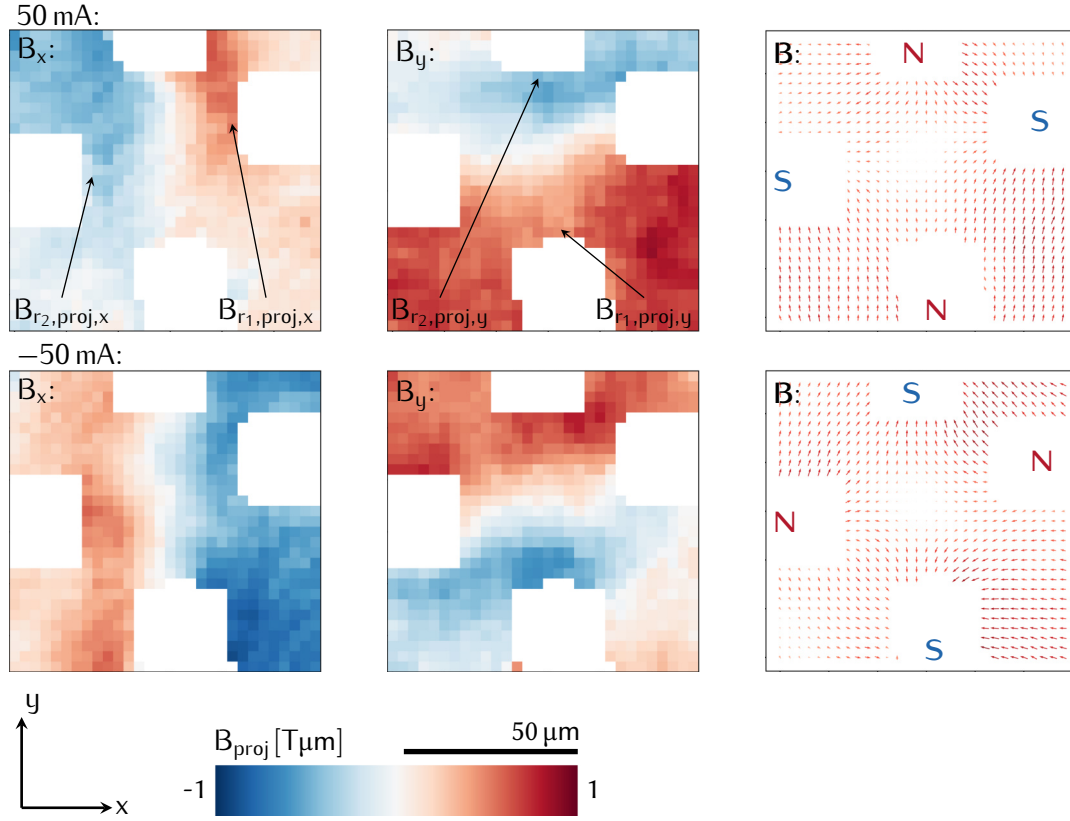 50 mA:
Bx:
By:
B:
N
S
S
N
Br2,proj,x
Br1,proj,x
Br2,proj,y
Br1,proj,y
−50 mA:
Bx:
By:
B:
S
N
N
S
y
x
Bproj [Tμm]
50 μm
-1
1